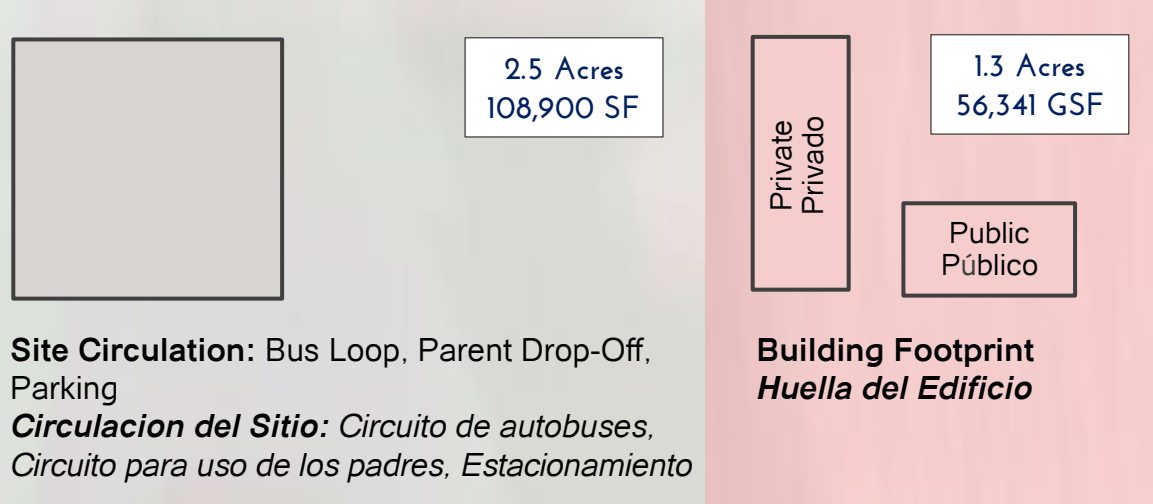 2.5 Acres
108,900 SF
Site Circulation: Bus Loop, Parent Drop-Off,
Parking
Circulacion del Sitio: Circuito de autobuses,
Circuito para uso de los padres, Estacionamiento
Private
Privado
1.3 Acres
56,341 GSF
Public
Público
Building Footprint
Huella del Edificio